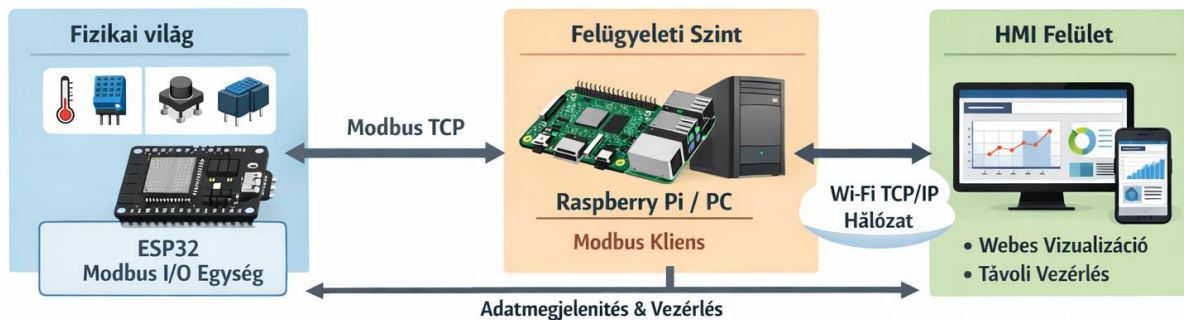 Fizikai világ
ESP32
Modbus I/O Egység
Modbus TCP
Felügyeleti Szint
Raspberry Pi / PC
Modbus Kliens
Wi-Fi TCP/IP
Hálózat
HMI Felület
• Webes Vizualizáció
• Távoli Vezérlés
Adatmegjelenítés & Vezérlés